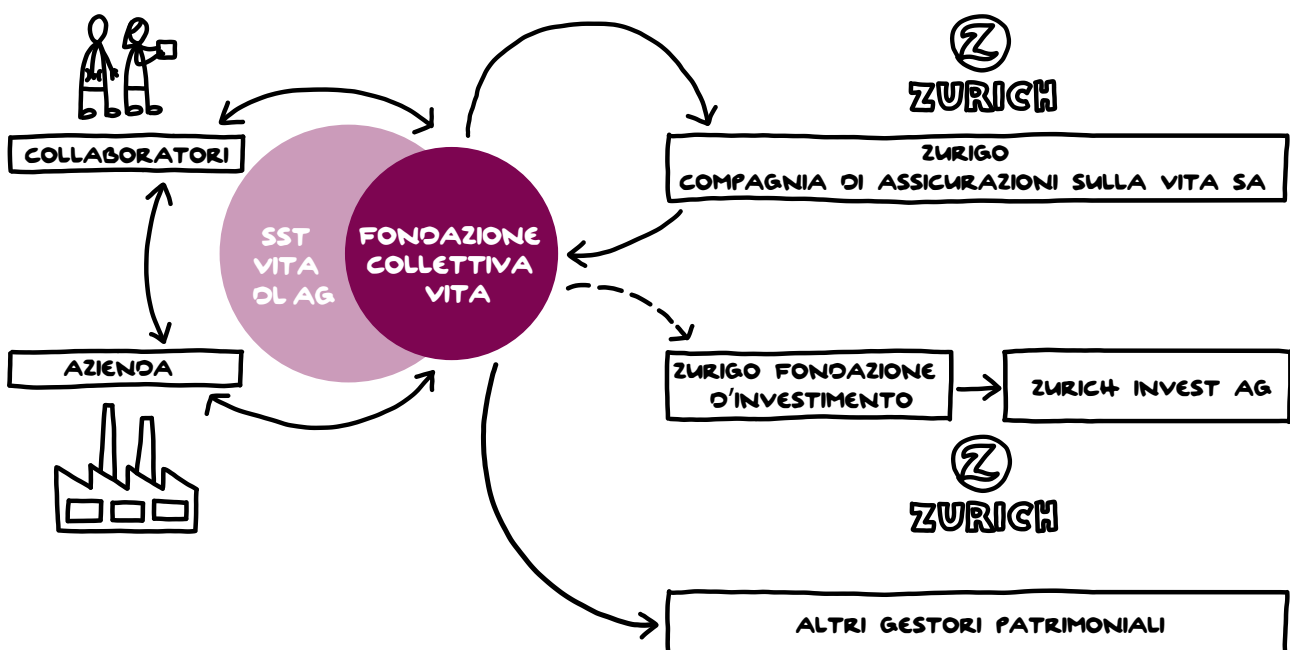 COLLABORATORI
AZIENDA
SST
VITA
DL AG
FONDAZIONE
COLLETTIVA
VITA
Z
ZURICH
ZURIGO
COMPAGNIA DI ASSICURAZIONI SULLA VITA SA
ZURIGO FONDAZIONE
D'INVESTIMENTO
ZURICH INVEST AG
Z
ZURICH
ALTRI GESTORI PATRIMONIALI